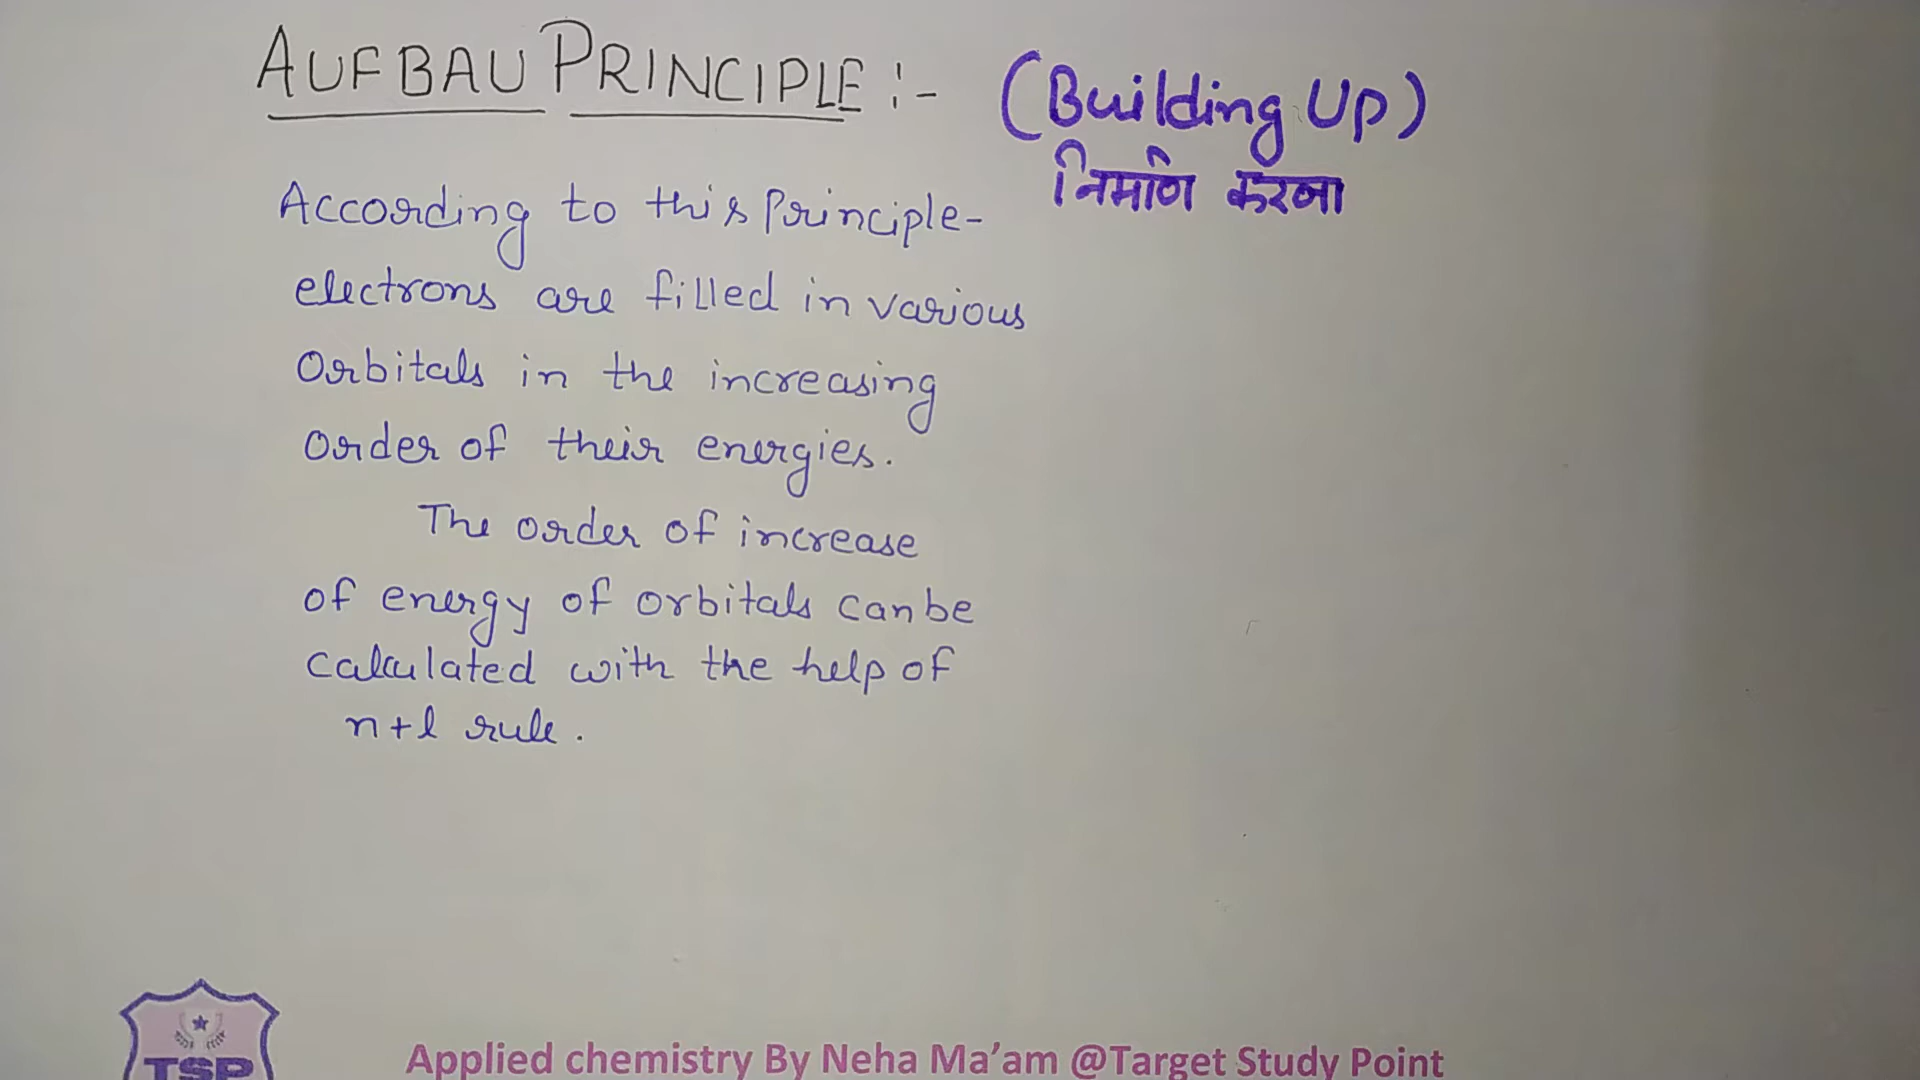 AUFBAU PRINCIPLE :- (Building Up)
निर्माण करना
According to this Principle-
electrons are filled in various
Orbitals in the increasing
Order of their energies.
The order of increase
of energy of orbitals can be
Calculated with the help of
n+l rule.
TSP
Applied chemistry By Neha Ma'am @Target Study Point